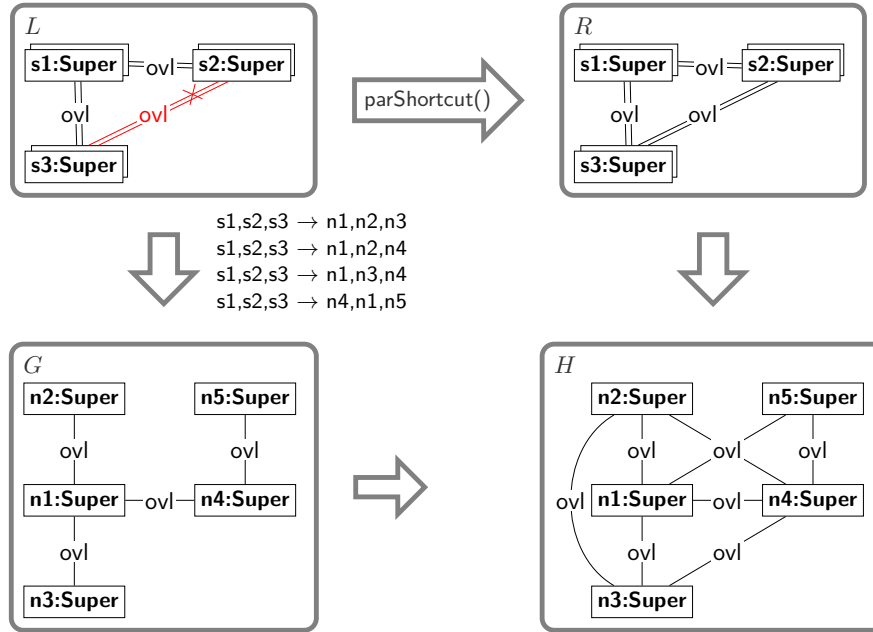 L
s1:Super
ovl
s2:Super
ovl
ovl
s3:Super
parShortcut()
R
s1:Super
ovl
s2:Super
ovl
ovl
s3:Super
s1,s2,s3 → n1,n2,n3
s1,s2,s3 → n1,n2,n4
s1,s2,s3 → n1,n3,n4
s1,s2,s3 → n4,n1,n5
G
n2:Super
n5:Super
ovl
ovl
n1:Super
ovl
n4:Super
ovl
n3:Super
H
n2:Super
n5:Super
ovl
ovl
ovl
ovl
n1:Super
ovl
n4:Super
ovl
ovl
n3:Super